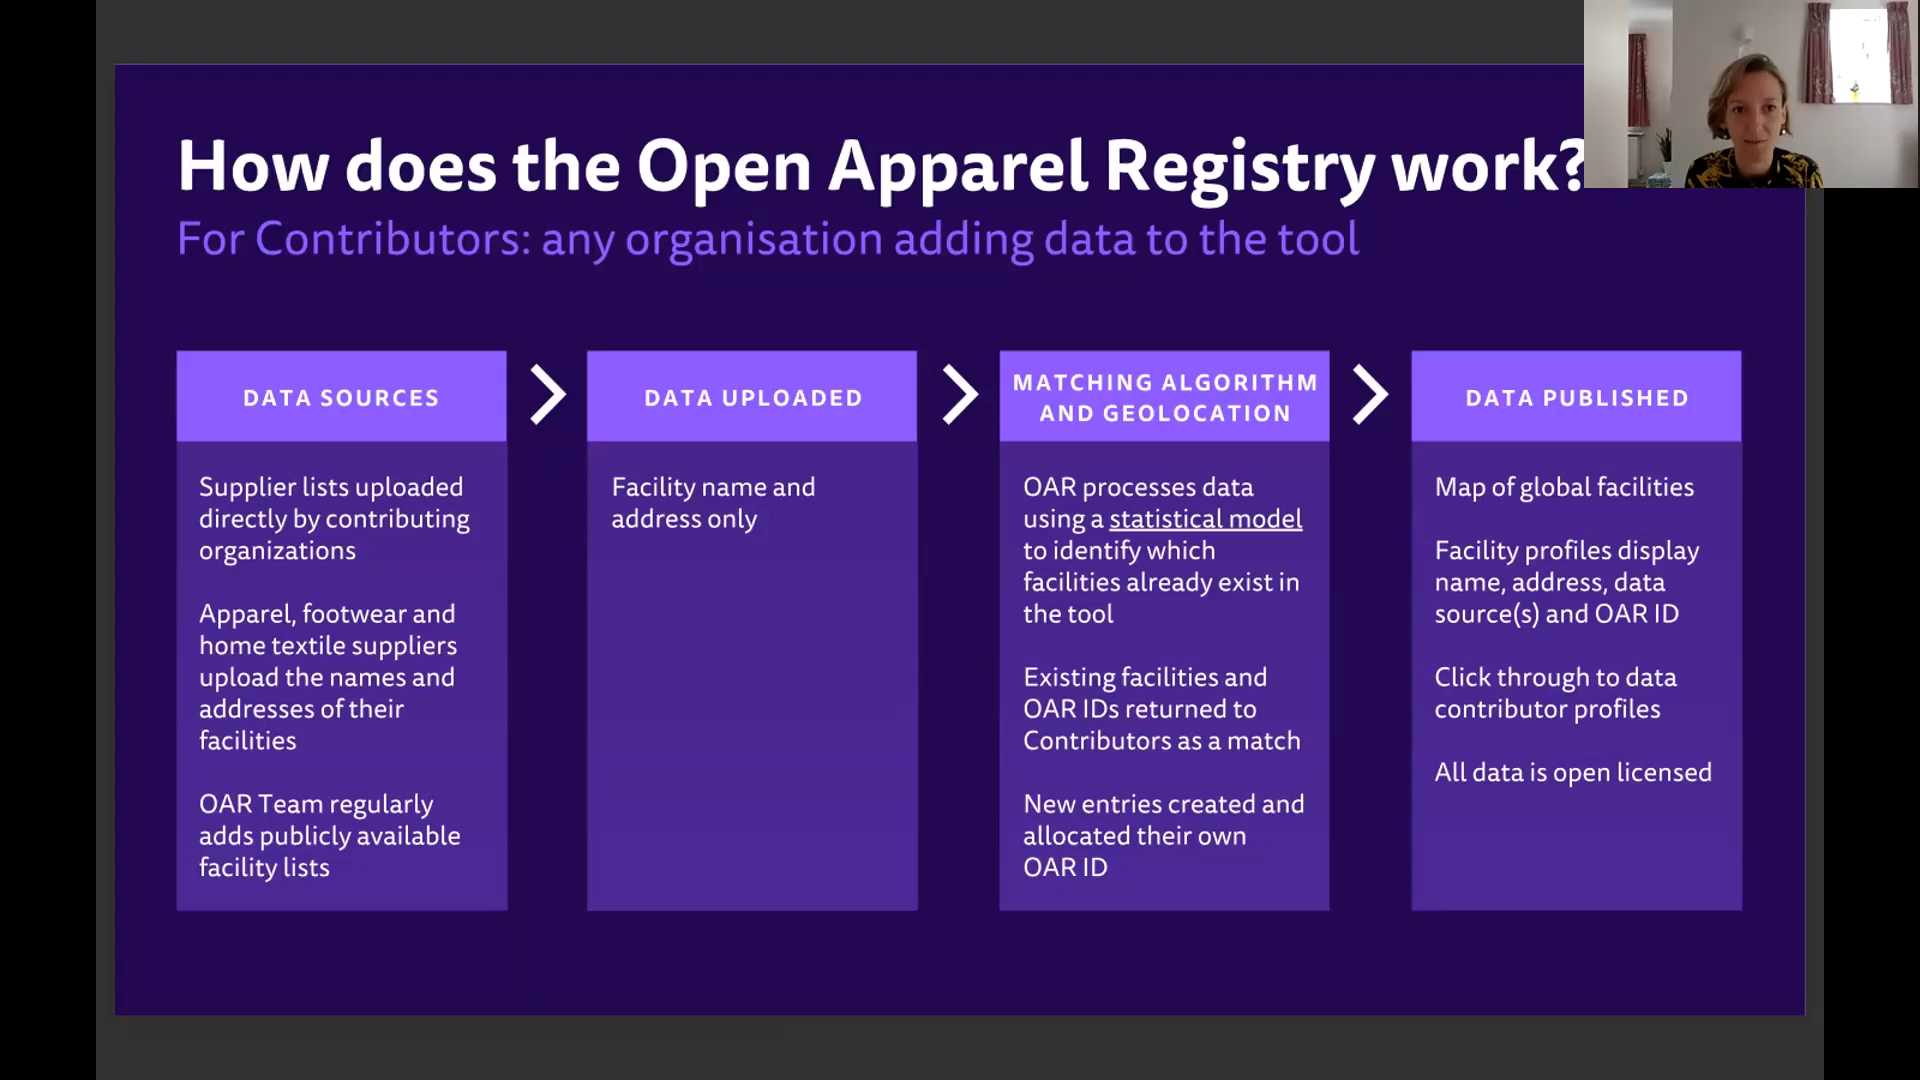 How does the Open Apparel Registry work?
For Contributors: any organisation adding data to the tool
DATA SOURCES
Supplier lists uploaded
directly by contributing
organizations
Apparel, footwear and
home textile suppliers
upload the names and
addresses of their
facilities
OAR Team regularly
adds publicly available
facility lists
DATA UPLOADED
Facility name and
address only
MATCHING ALGORITHM
AND GEOLOCATION
OAR processes data
using a statistical model
to identify which
facilities already exist in
the tool
Existing facilities and
OAR IDs returned to
Contributors as a match
New entries created and
allocated their own
OAR ID
DATA PUBLISHED
Map of global facilities
Facility profiles display
name, address, data
source(s) and OAR ID
Click through to data
contributor profiles
All data is open licensed